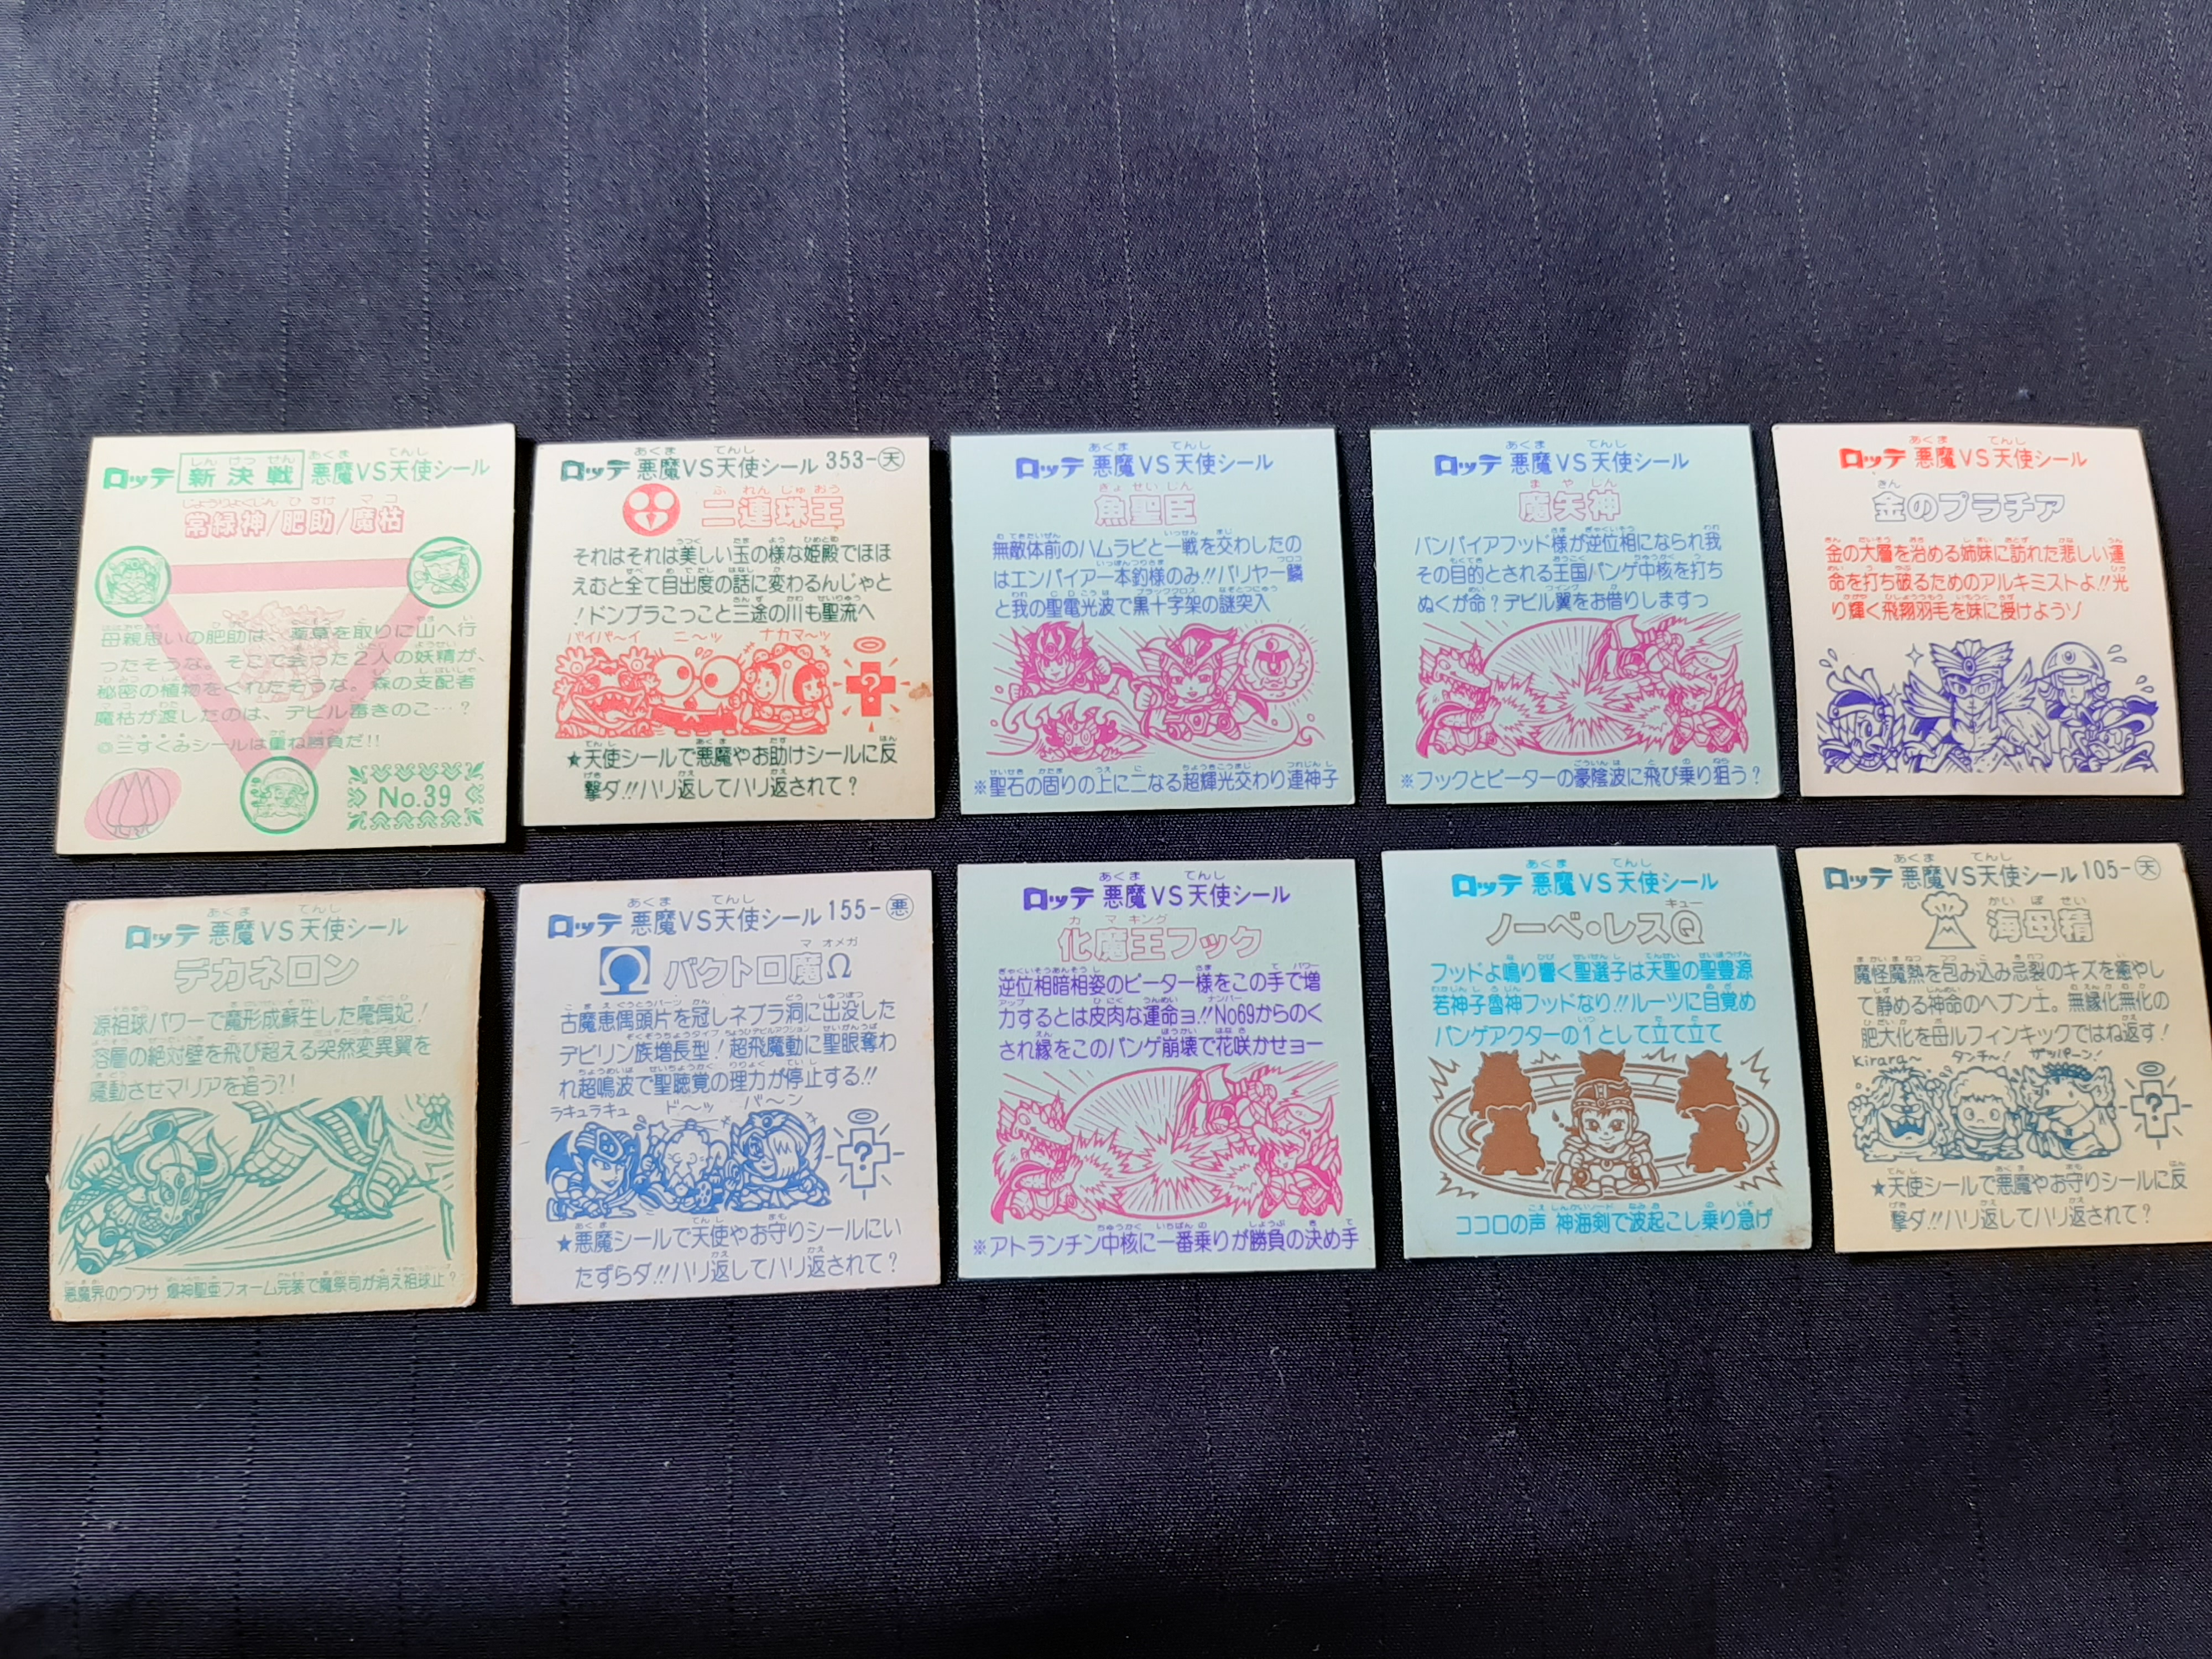 ロッテ 新決戦 悪魔VS天使シール
常緑神/肥助/魔枯
母親思いの肥助は、薬草を取りに山へ行
ったそうな。そこで会った2人の妖精が、
秘密の植物をくれたそうな。森の支配者
魔枯が渡したのは、デビル毒きのこ…?
◎三すくみシールは重ね勝負だ!!
No.39
ロッテ 悪魔VS天使シール 353-天
二連珠王
それはそれは美しい玉の様な姫殿でほほ
えむと全て目出度の話に変わるんじゃと
!ドンブラこっこと三途の川も聖流へ
パイパ〜イ ニ〜ッ ナカマ〜ッ
?
★天使シールで悪魔やお助けシールに反
撃ダ!!ハリ返してハリ返されて?
ロッテ 悪魔VS天使シール
魚聖臣
無敵体前のハムラビと一戦を交わしたの
はエンパイアー本釣様のみ!!バリヤー鱗
と我の聖電光波で黒十字架の謎突入
※聖石の固りの上に二なる超輝光交わり連神子
ロッテ 悪魔VS天使シール
魔矢神
バンパイアフッド様が逆位相になられ我
その目的とされる王国パンゲ中核を打ち
ぬくが命?デビル翼をお借りしますっ
※フックとピーターの豪陰波に飛び乗り狙う?
ロッテ 悪魔VS天使シール
金のプラチア
金の大層を治める姉妹に訪れた悲しい運
命を打ち破るためのアルキミストよ!!光
り輝く飛翔羽毛を妹に授けようゾ
ロッテ 悪魔VS天使シール
デカネロン
源祖球パワーで魔形成蘇生した魔偶妃!
溶層の絶対壁を飛び超える突然変異翼を
魔動させマリアを追う?!
悪魔界のウワサ 爆神聖亜フォーム完装で魔祭司が消え祖球止?
ロッテ 悪魔VS天使シール 155-悪
バクトロ魔Ω
古魔恵偶頭片を冠しネブラ洞に出没した
デビリン族増長型!超飛魔動に聖眼奪わ
れ超鳴波で聖聴覚の理力が停止する!!
ラキュラキュ ド〜ッ バ〜ン
?
★悪魔シールで天使やお守りシールにい
たずらダ!!ハリ返してハリ返されて?
ロッテ 悪魔VS天使シール
化魔王フック
逆位相暗相姿のピーター様をこの手で増
力するとは皮肉な運命ョ!!No69からのく
され縁をこのパンゲ崩壊で花咲かせョー
※アトランチン中核に一番乗りが勝負の決め手
ロッテ 悪魔VS天使シール
ノーベ・レスQ
フッドよ鳴り響く聖選子は天聖の聖豊源
若神子魯神フッドなり!!ルーツに目覚め
パンゲアクターの1として立て立て
ココロの声 神海剣で波起こし乗り急げ
ロッテ 悪魔VS天使シール 105-天
海母精
魔怪魔熱を包み込み忌裂のキズを癒やし
て静める神命のヘブン士。無縁化無化の
肥大化を母ルフィンキックではね返す!
Kirara〜 タンチ〜! ザッパーン!
?
★天使シールで悪魔やお守りシールに反
撃ダ!!ハリ返してハリ返されて?